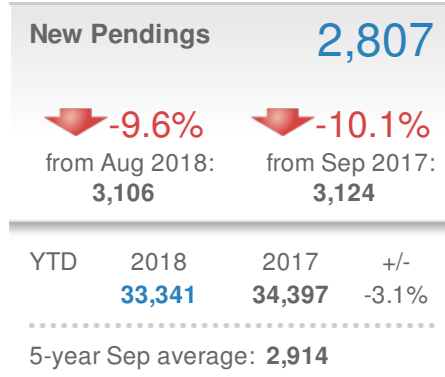 New Pendings 2,807
-9.6% -10.1%
from Aug 2018: from Sep 2017:
3,106 3,124
YTD 2018 2017 +/-
33,341 34,397 -3.1%
5-year Sep average: 2,914